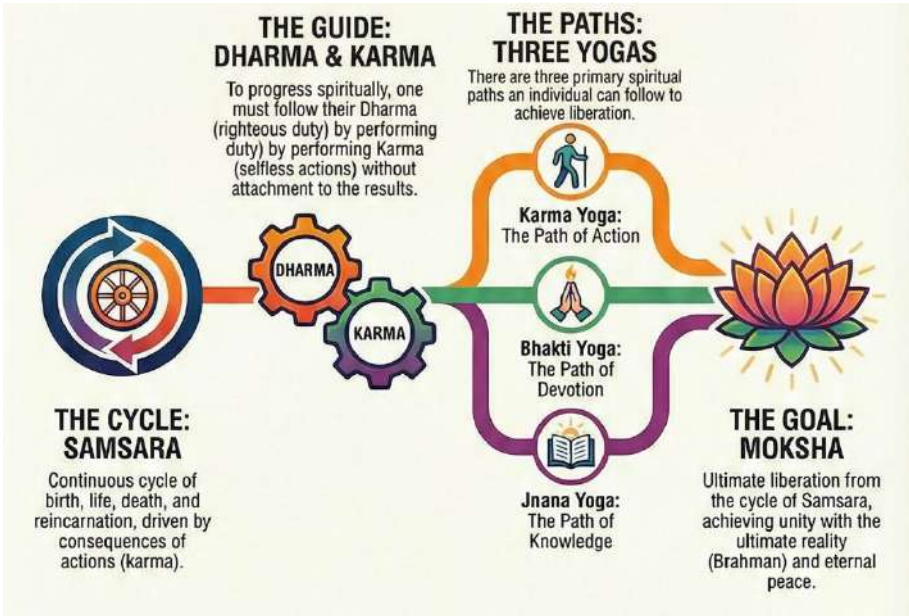 THE GUIDE:
DHARMA & KARMA
To progress spiritually, one
must follow their Dharma
(righteous duty) by performing
duty) by performing Karma
(selfless actions) without
attachment to the results.
THE PATHS:
THREE YOGAS
There are three primary spiritual
paths an individual can follow to
achieve liberation.
DHARMA
KARMA
Karma Yoga:
The Path of Action
Bhakti Yoga:
The Path of
Devotion
Jnana Yoga:
The Path of
Knowledge
THE CYCLE:
SAMSARA
Continuous cycle of
birth, life, death, and
reincarnation, driven by
consequences of
actions (karma).
THE GOAL:
MOKSHA
Ultimate liberation from
the cycle of Samsara,
achieving unity with the
ultimate reality
(Brahman) and eternal
peace.